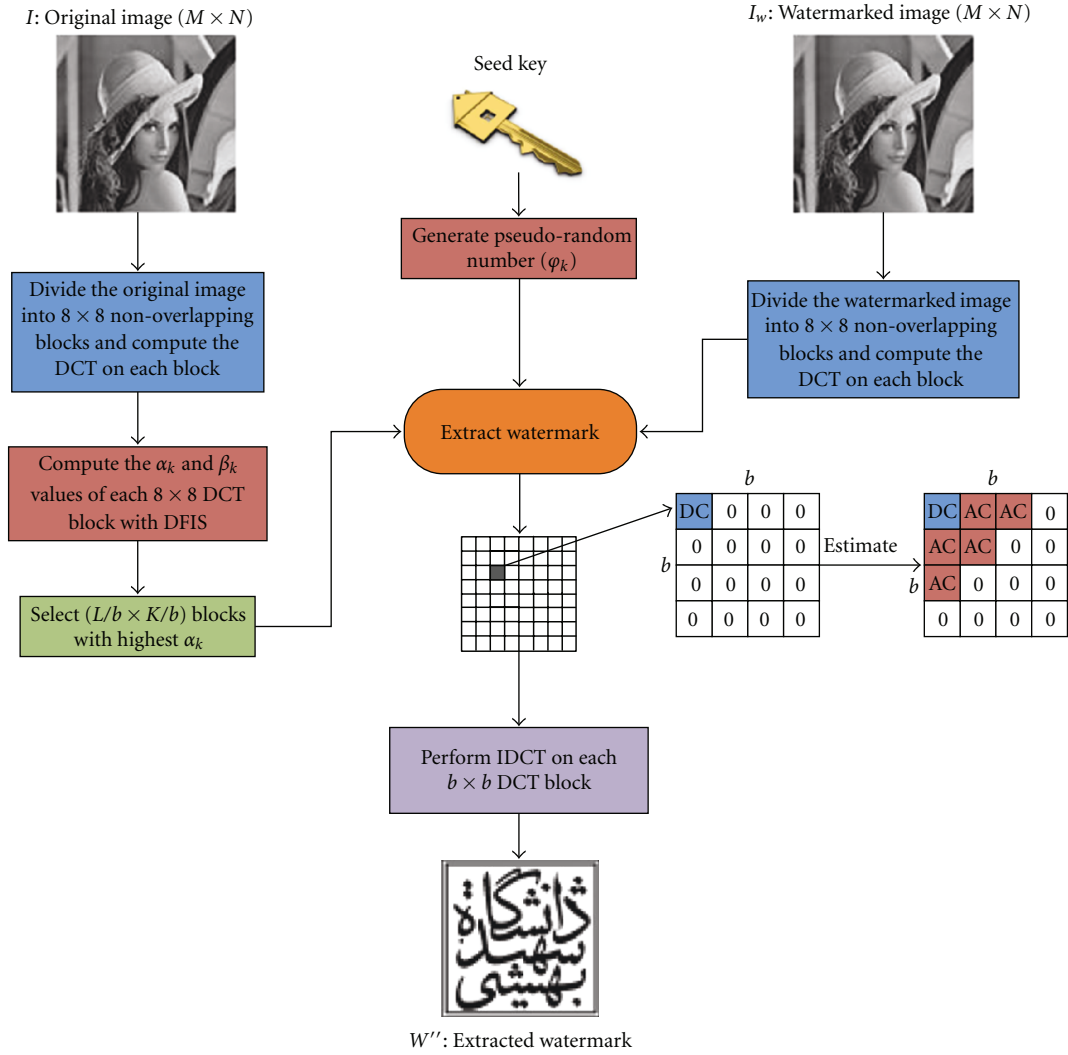 I: Original image (M × N)
I_w: Watermarked image (M × N)
Seed key
Generate pseudo-random
number (φ_k)
Divide the original image
into 8 × 8 non-overlapping
blocks and compute the
DCT on each block
Divide the watermarked image
into 8 × 8 non-overlapping
blocks and compute the
DCT on each block
Extract watermark
Compute the α_k and β_k
values of each 8 × 8 DCT
block with DFIS
Select (L/b × K/b) blocks
with highest α_k
b
b
DC 0 0 0
0 0 0 0
0 0 0 0
0 0 0 0
Estimate
b
b
DC AC AC 0
AC AC 0 0
AC 0 0 0
0 0 0 0
Perform IDCT on each
b × b DCT block
دانشگاه
شهید
بهشتی
W'': Extracted watermark